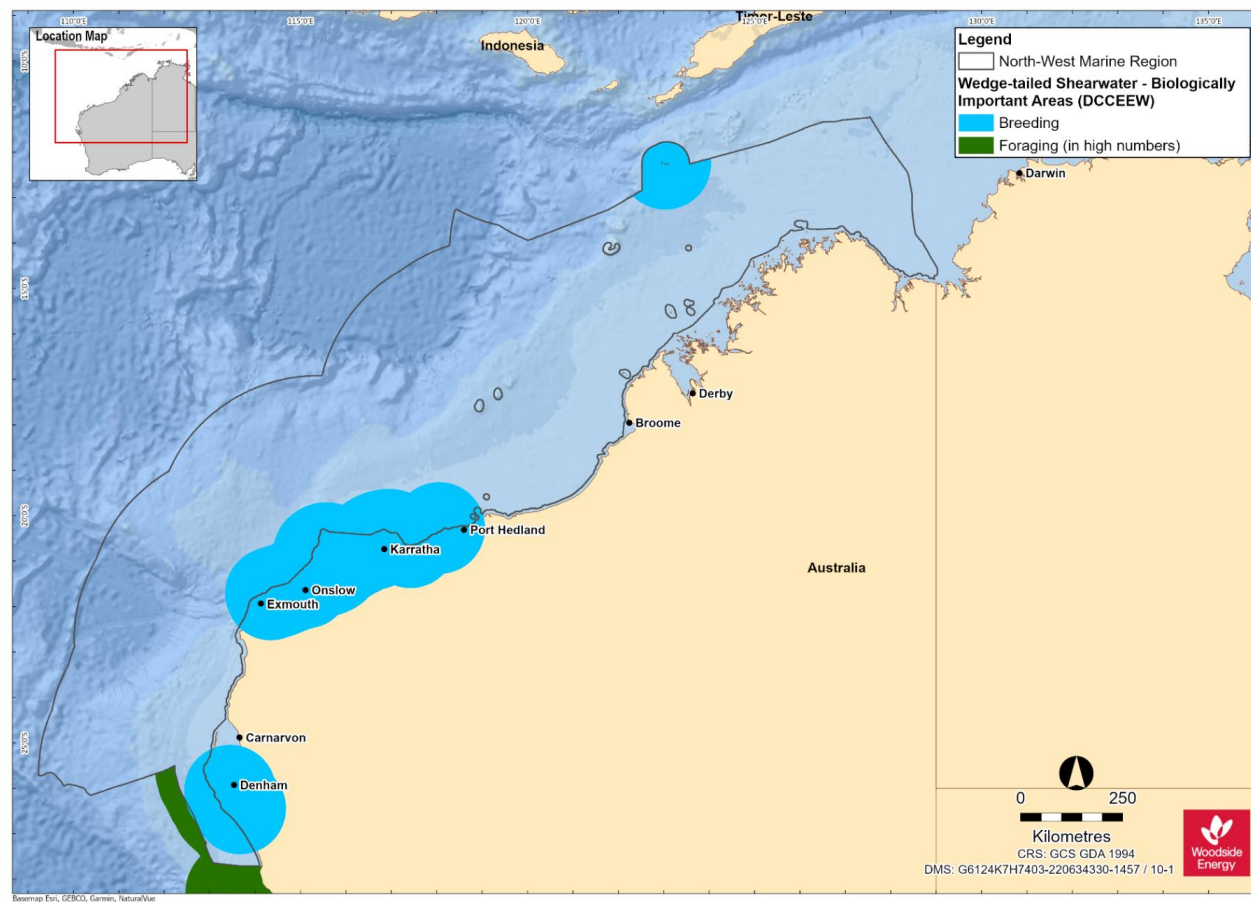 110°0'E
115°0'E
120°0'E
125°0'E
130°0'E
135°0'E
Location Map
Indonesia
Timor-Leste
Legend
North-West Marine Region
Wedge-tailed Shearwater - Biologically
Important Areas (DCCEEW)
Breeding
Foraging (in high numbers)
10°0'S
Darwin
15°0'S
Derby
Broome
20°0'S
Port Hedland
Karratha
Australia
Onslow
Exmouth
25°0'S
Carnarvon
Denham
0 250
Kilometres
CRS: GCS GDA 1994
DMS: G6124K7H7403-220634330-1457 / 10-1
Woodside
Energy
Basemap Esri, GEBCO, Garmin, NaturalVue